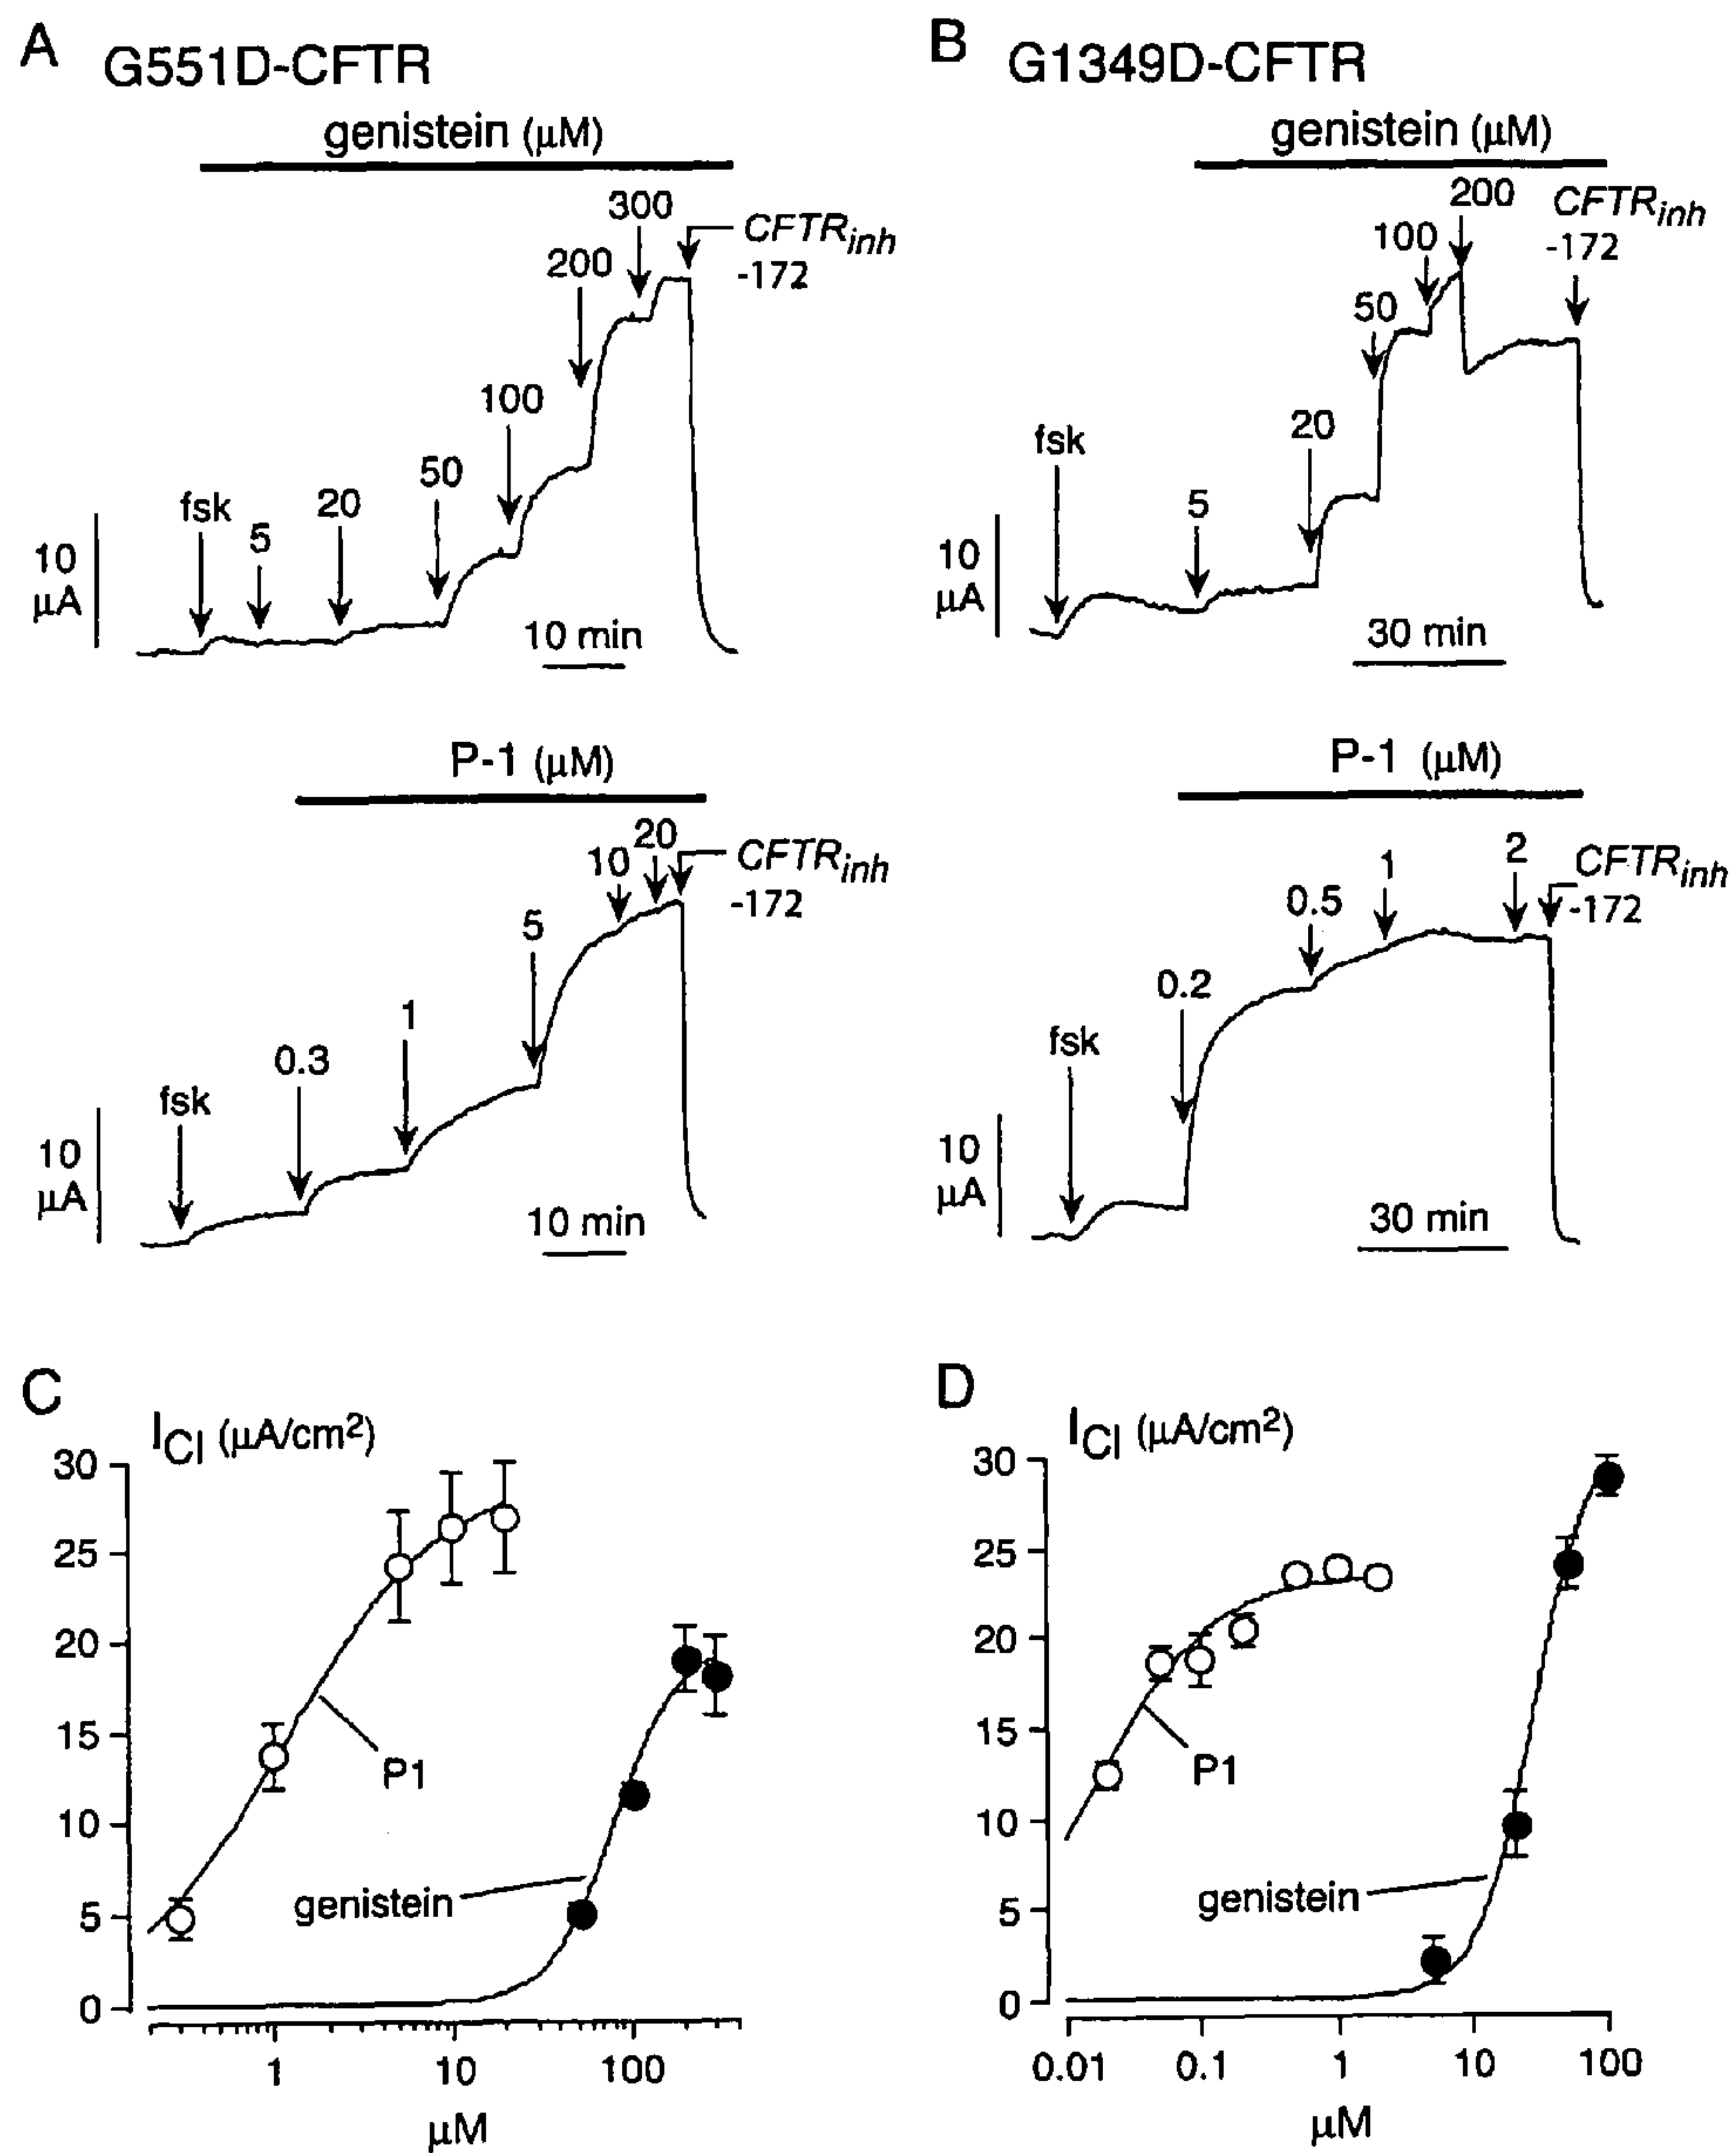 A
G551D-CFTR
genistein (μM)
300
CFTRinh
-172
200
100
50
20
fsk
5
10
μA
10 min
P-1 (μM)
20
10
CFTRinh
-172
5
1
0.3
fsk
10
μA
10 min
B
G1349D-CFTR
genistein (μM)
200
CFTRinh
-172
100
50
20
fsk
5
10
μA
30 min
P-1 (μM)
2
1
CFTRinh
-172
0.5
0.2
fsk
10
μA
30 min
C
ICl (μA/cm²)
30
25
20
15
10
5
0
P1
genistein
1
10
100
μM
D
ICl (μA/cm²)
30
25
20
15
10
5
0
P1
genistein
0.01
0.1
1
10
100
μM